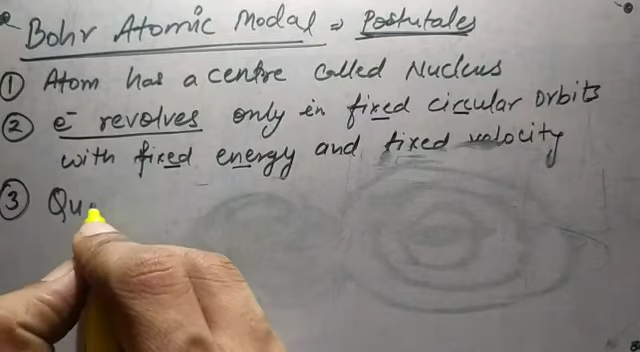 Bohr Atomic Modal → Postutales
① Atom has a centre called Nucleus
② e⁻ revolves only in fixed circular orbits
with fixed energy and fixed velocity
③ Qu